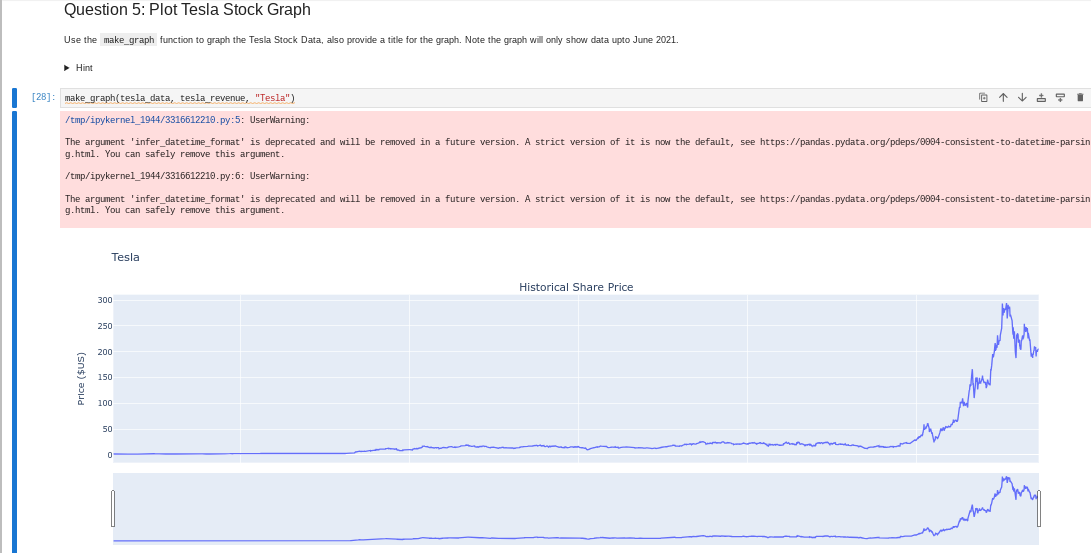 Question 5: Plot Tesla Stock Graph
Use the make_graph function to graph the Tesla Stock Data, also provide a title for the graph. Note the graph will only show data upto June 2021.
Hint
[28]: make_graph(tesla_data, tesla_revenue, "Tesla")
/tmp/ipykernel_1944/3316612210.py:5: UserWarning:
The argument 'infer_datetime_format' is deprecated and will be removed in a future version. A strict version of it is now the default, see https://pandas.pydata.org/pdeps/0004-consistent-to-datetime-parsin
g.html. You can safely remove this argument.
/tmp/ipykernel_1944/3316612210.py:6: UserWarning:
The argument 'infer_datetime_format' is deprecated and will be removed in a future version. A strict version of it is now the default, see https://pandas.pydata.org/pdeps/0004-consistent-to-datetime-parsin
g.html. You can safely remove this argument.
Tesla
Historical Share Price
300
250
200
150
100
50
0
Price ($US)